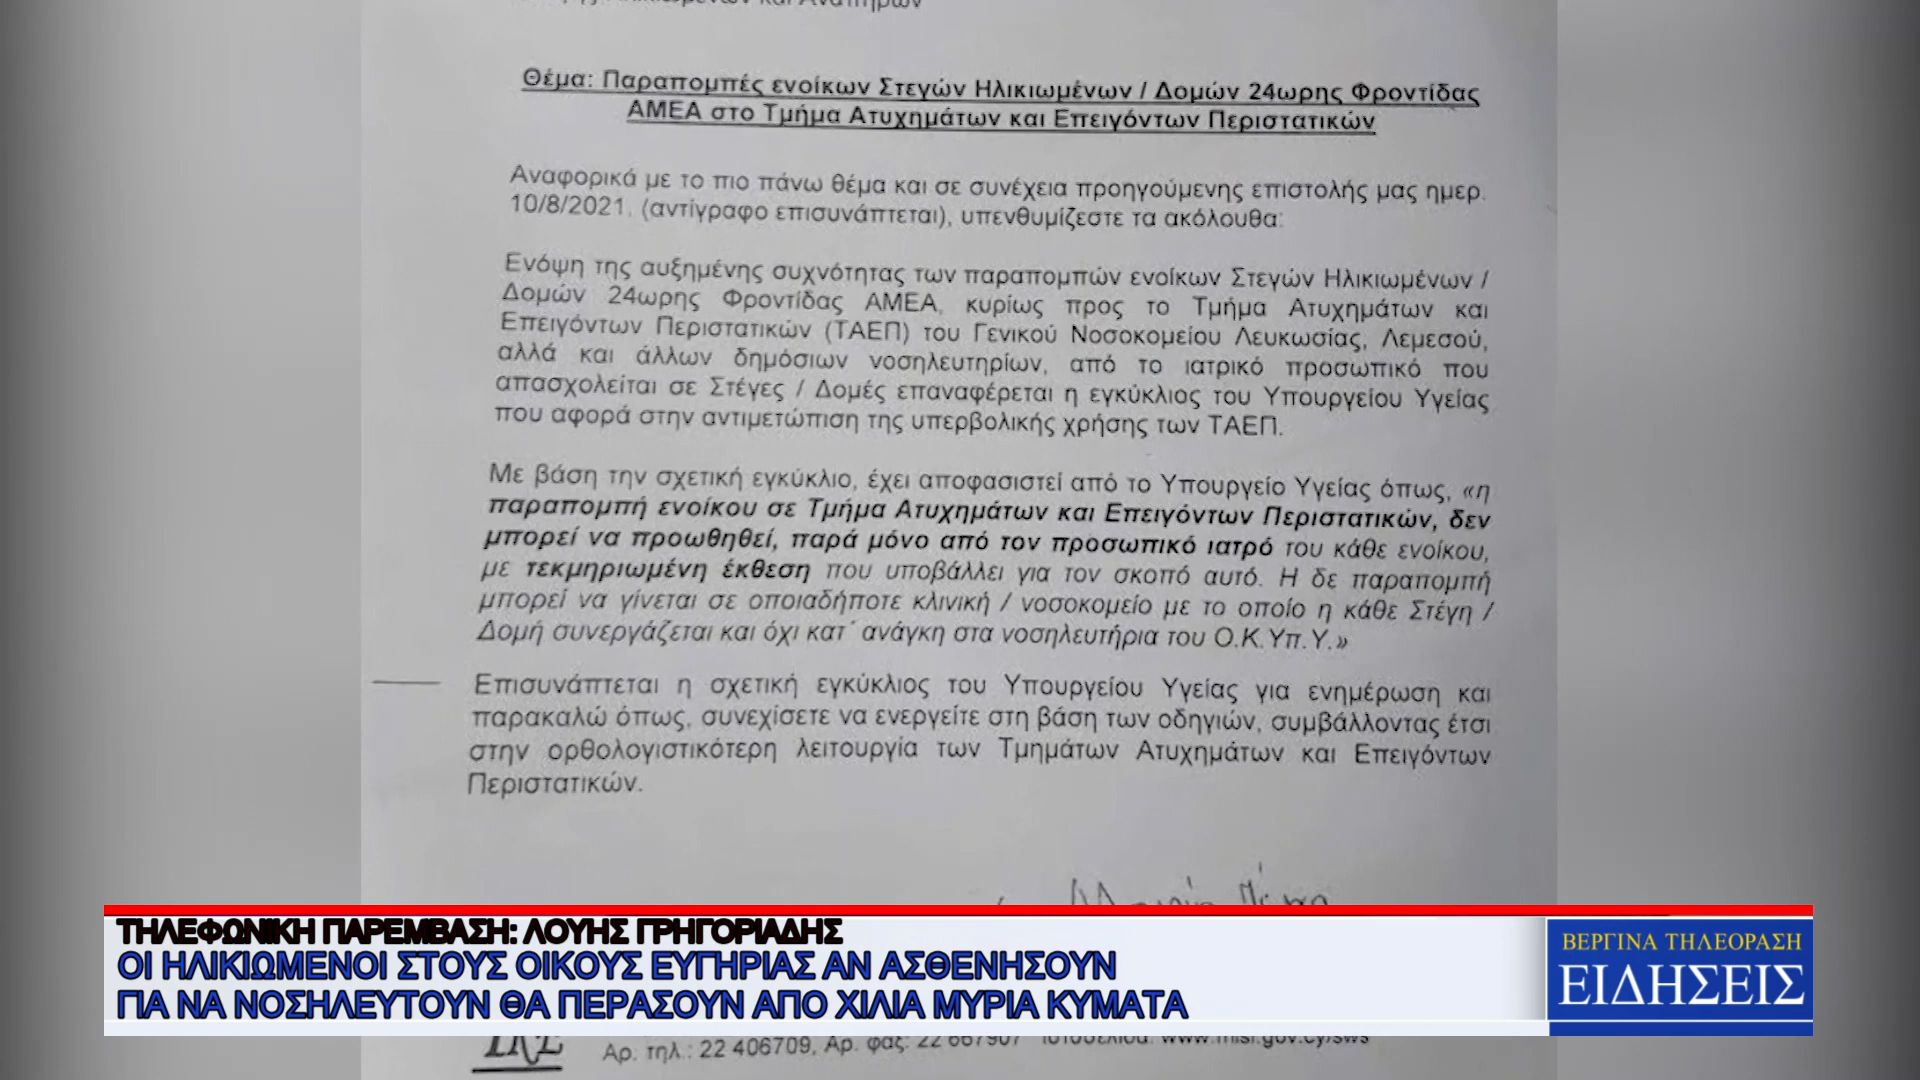 Ηλικιωμένων και Αναπήρων
Θέμα: Παραπομπές ενοίκων Στεγών Ηλικιωμένων / Δομών 24ωρης Φροντίδας
ΑΜΕΑ στο Τμήμα Ατυχημάτων και Επειγόντων Περιστατικών
Αναφορικά με το πιο πάνω θέμα και σε συνέχεια προηγούμενης επιστολής μας ημερ.
10/8/2021, (αντίγραφο επισυνάπτεται), υπενθυμίζεστε τα ακόλουθα:
Ενόψη της αυξημένης συχνότητας των παραπομπών ενοίκων Στεγών Ηλικιωμένων /
Δομών 24ωρης Φροντίδας ΑΜΕΑ, κυρίως προς το Τμήμα Ατυχημάτων και
Επειγόντων Περιστατικών (ΤΑΕΠ) του Γενικού Νοσοκομείου Λευκωσίας, Λεμεσού,
αλλά και άλλων δημόσιων νοσηλευτηρίων, από το ιατρικό προσωπικό που
απασχολείται σε Στέγες / Δομές επαναφέρεται η εγκύκλιος του Υπουργείου Υγείας
που αφορά στην αντιμετώπιση της υπερβολικής χρήσης των ΤΑΕΠ.
Με βάση την σχετική εγκύκλιο, έχει αποφασιστεί από το Υπουργείο Υγείας όπως, «η
παραπομπή ενοίκου σε Τμήμα Ατυχημάτων και Επειγόντων Περιστατικών, δεν
μπορεί να προωθηθεί, παρά μόνο από τον προσωπικό ιατρό του κάθε ενοίκου,
με τεκμηριωμένη έκθεση που υποβάλλει για τον σκοπό αυτό. Η δε παραπομπή
μπορεί να γίνεται σε οποιαδήποτε κλινική / νοσοκομείο με το οποίο η κάθε Στέγη /
Δομή συνεργάζεται και όχι κατ΄ ανάγκη στα νοσηλευτήρια του Ο.Κ.Υπ.Υ.»
Επισυνάπτεται η σχετική εγκύκλιος του Υπουργείου Υγείας για ενημέρωση και
παρακαλώ όπως, συνεχίσετε να ενεργείτε στη βάση των οδηγιών, συμβάλλοντας έτσι
στην ορθολογιστικότερη λειτουργία των Τμημάτων Ατυχημάτων και Επειγόντων
Περιστατικών.
ΤΗΛΕΦΩΝΙΚΗ ΠΑΡΕΜΒΑΣΗ: ΛΟΥΗΣ ΓΡΗΓΟΡΙΑΔΗΣ
ΟΙ ΗΛΙΚΙΩΜΕΝΟΙ ΣΤΟΥΣ ΟΙΚΟΥΣ ΕΥΓΗΡΙΑΣ ΑΝ ΑΣΘΕΝΗΣΟΥΝ
ΓΙΑ ΝΑ ΝΟΣΗΛΕΥΤΟΥΝ ΘΑ ΠΕΡΑΣΟΥΝ ΑΠΟ ΧΙΛΙΑ ΜΥΡΙΑ ΚΥΜΑΤΑ
ΒΕΡΓΙΝΑ ΤΗΛΕΟΡΑΣΗ
ΕΙΔΗΣΕΙΣ
Αρ. τηλ.: 22 406709, Αρ. φαξ: 22 667907 Ιστοσελίδα: www.mlsi.gov.cy/sws